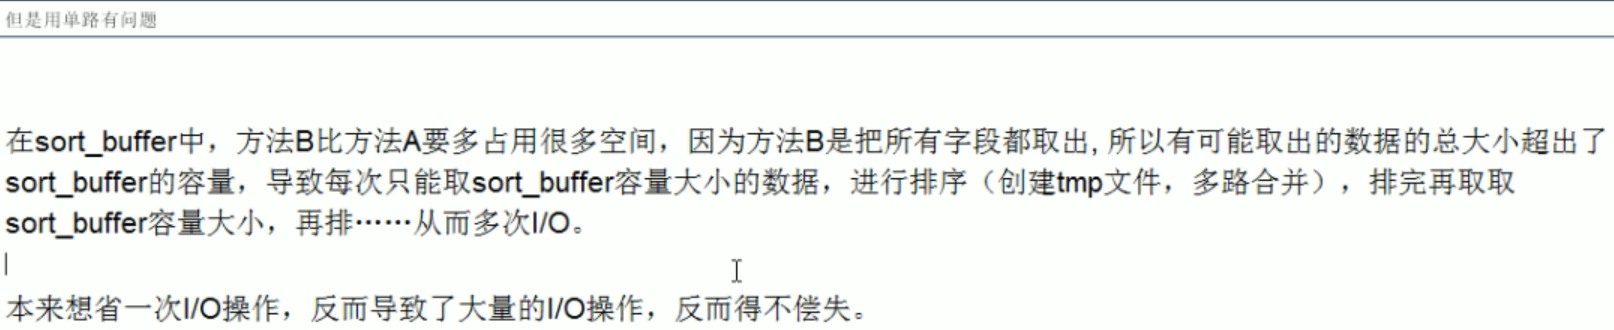 但是用单路有问题
在sort_buffer中，方法B比方法A要多占用很多空间，因为方法B是把所有字段都取出, 所以有可能取出的数据的总大小超出了
sort_buffer的容量，导致每次只能取sort_buffer容量大小的数据，进行排序（创建tmp文件，多路合并），排完再取取
sort_buffer容量大小，再排……从而多次I/O。
本来想省一次I/O操作，反而导致了大量的I/O操作，反而得不偿失。